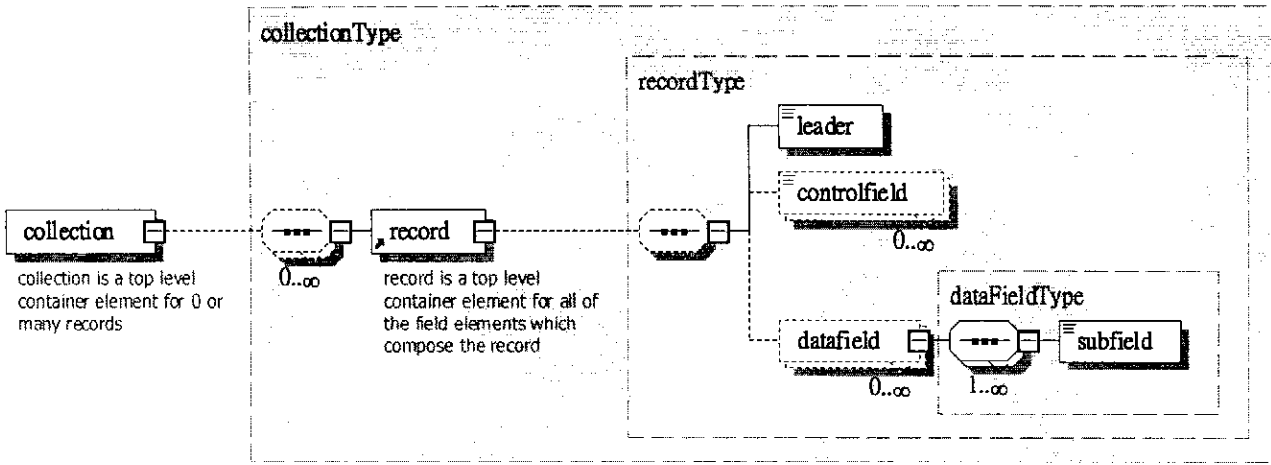 collectionType
recordType
leader
controlfield
0..∞
collection
0..∞
record
collection is a top level
container element for 0 or
many records
record is a top level
container element for all of
the field elements which
compose the record
dataFieldType
datafield
0..∞
1..∞
subfield